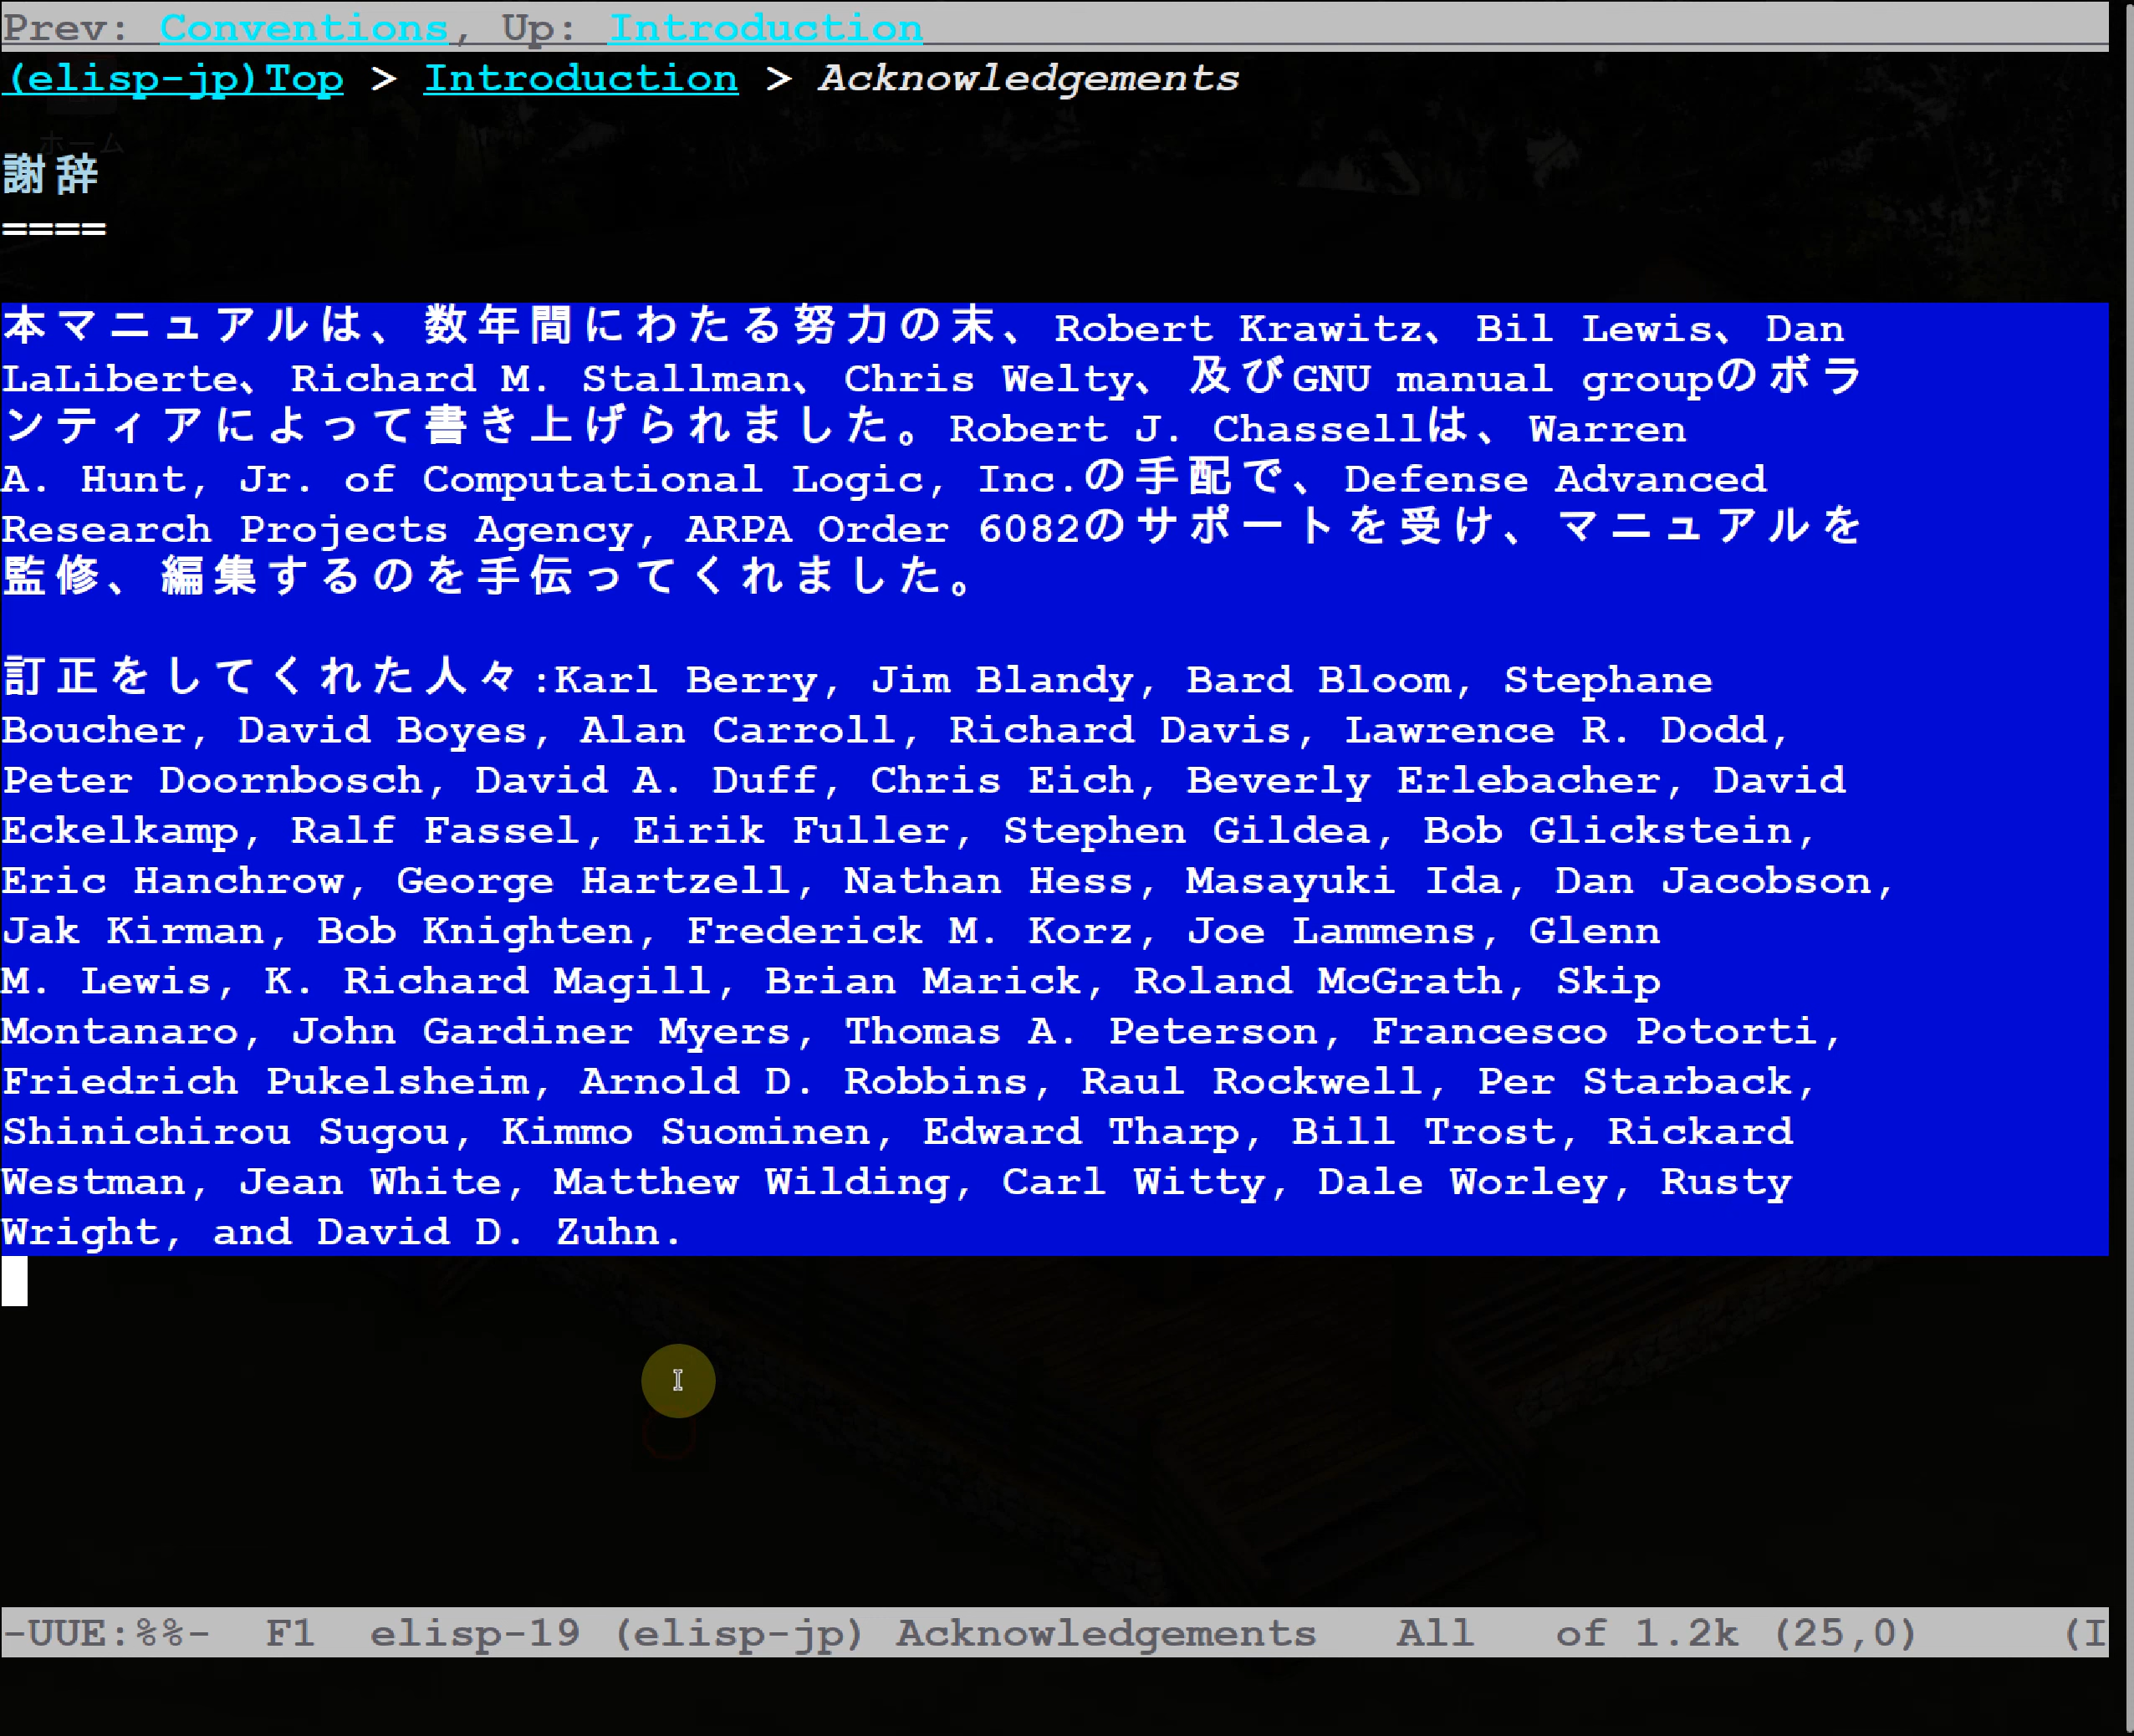 Prev: Conventions, Up: Introduction
(elisp-jp)Top > Introduction > Acknowledgements
ホーム
謝辞
====
本マニュアルは、数年間にわたる努力の末、Robert Krawitz、Bil Lewis、Dan
LaLiberte、Richard M. Stallman、Chris Welty、及びGNU manual groupのボラ
ンティアによって書き上げられました。Robert J. Chassellは、Warren
A. Hunt, Jr. of Computational Logic, Inc.の手配で、Defense Advanced
Research Projects Agency, ARPA Order 6082のサポートを受け、マニュアルを
監修、編集するのを手伝ってくれました。
訂正をしてくれた人々:Karl Berry, Jim Blandy, Bard Bloom, Stephane
Boucher, David Boyes, Alan Carroll, Richard Davis, Lawrence R. Dodd,
Peter Doornbosch, David A. Duff, Chris Eich, Beverly Erlebacher, David
Eckelkamp, Ralf Fassel, Eirik Fuller, Stephen Gildea, Bob Glickstein,
Eric Hanchrow, George Hartzell, Nathan Hess, Masayuki Ida, Dan Jacobson,
Jak Kirman, Bob Knighten, Frederick M. Korz, Joe Lammens, Glenn
M. Lewis, K. Richard Magill, Brian Marick, Roland McGrath, Skip
Montanaro, John Gardiner Myers, Thomas A. Peterson, Francesco Potorti,
Friedrich Pukelsheim, Arnold D. Robbins, Raul Rockwell, Per Starback,
Shinichirou Sugou, Kimmo Suominen, Edward Tharp, Bill Trost, Rickard
Westman, Jean White, Matthew Wilding, Carl Witty, Dale Worley, Rusty
Wright, and David D. Zuhn.
-UUE:%%-  F1  elisp-19 (elisp-jp) Acknowledgements   All   of 1.2k (25,0)      (I